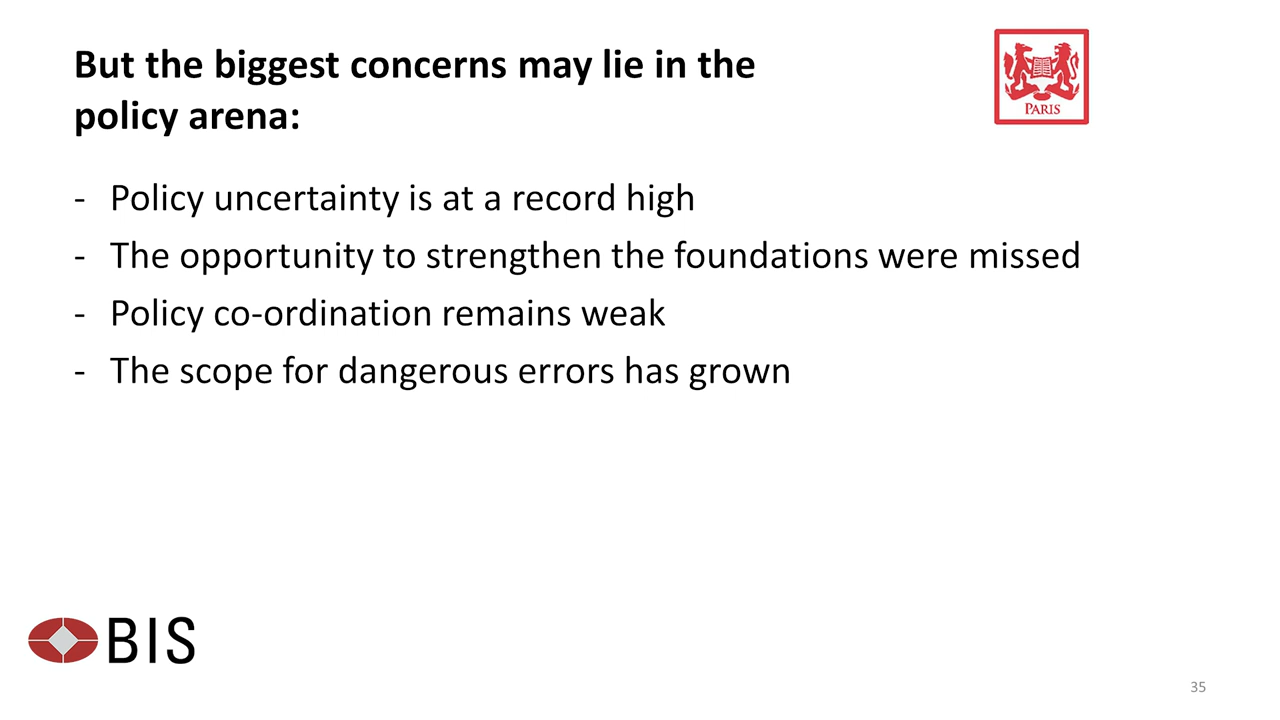 But the biggest concerns may lie in the
policy arena:
PARIS
- Policy uncertainty is at a record high
- The opportunity to strengthen the foundations were missed
- Policy co-ordination remains weak
- The scope for dangerous errors has grown
BIS
35